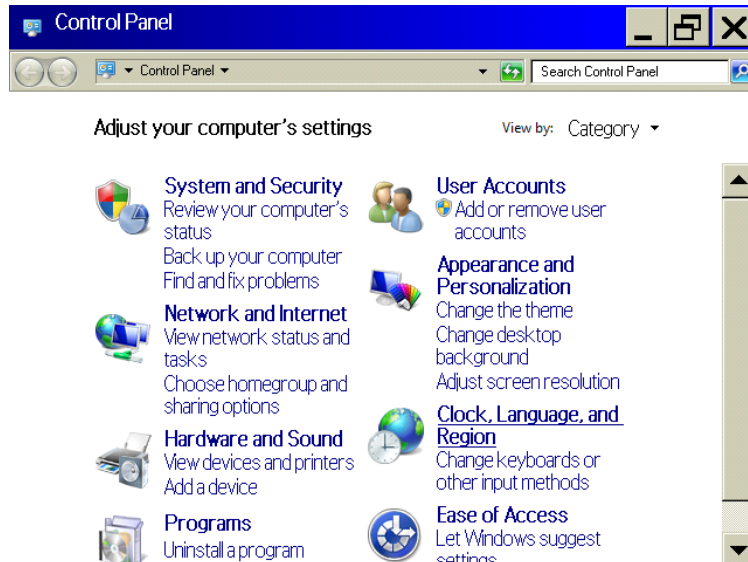 Control Panel
Control Panel
Search Control Panel
Adjust your computer's settings
View by: Category
System and Security
Review your computer's
status
Back up your computer
Find and fix problems
Network and Internet
View network status and
tasks
Choose homegroup and
sharing options
Hardware and Sound
View devices and printers
Add a device
Programs
Uninstall a program
User Accounts
Add or remove user
accounts
Appearance and
Personalization
Change the theme
Change desktop
background
Adjust screen resolution
Clock, Language, and
Region
Change keyboards or
other input methods
Ease of Access
Let Windows suggest
settings